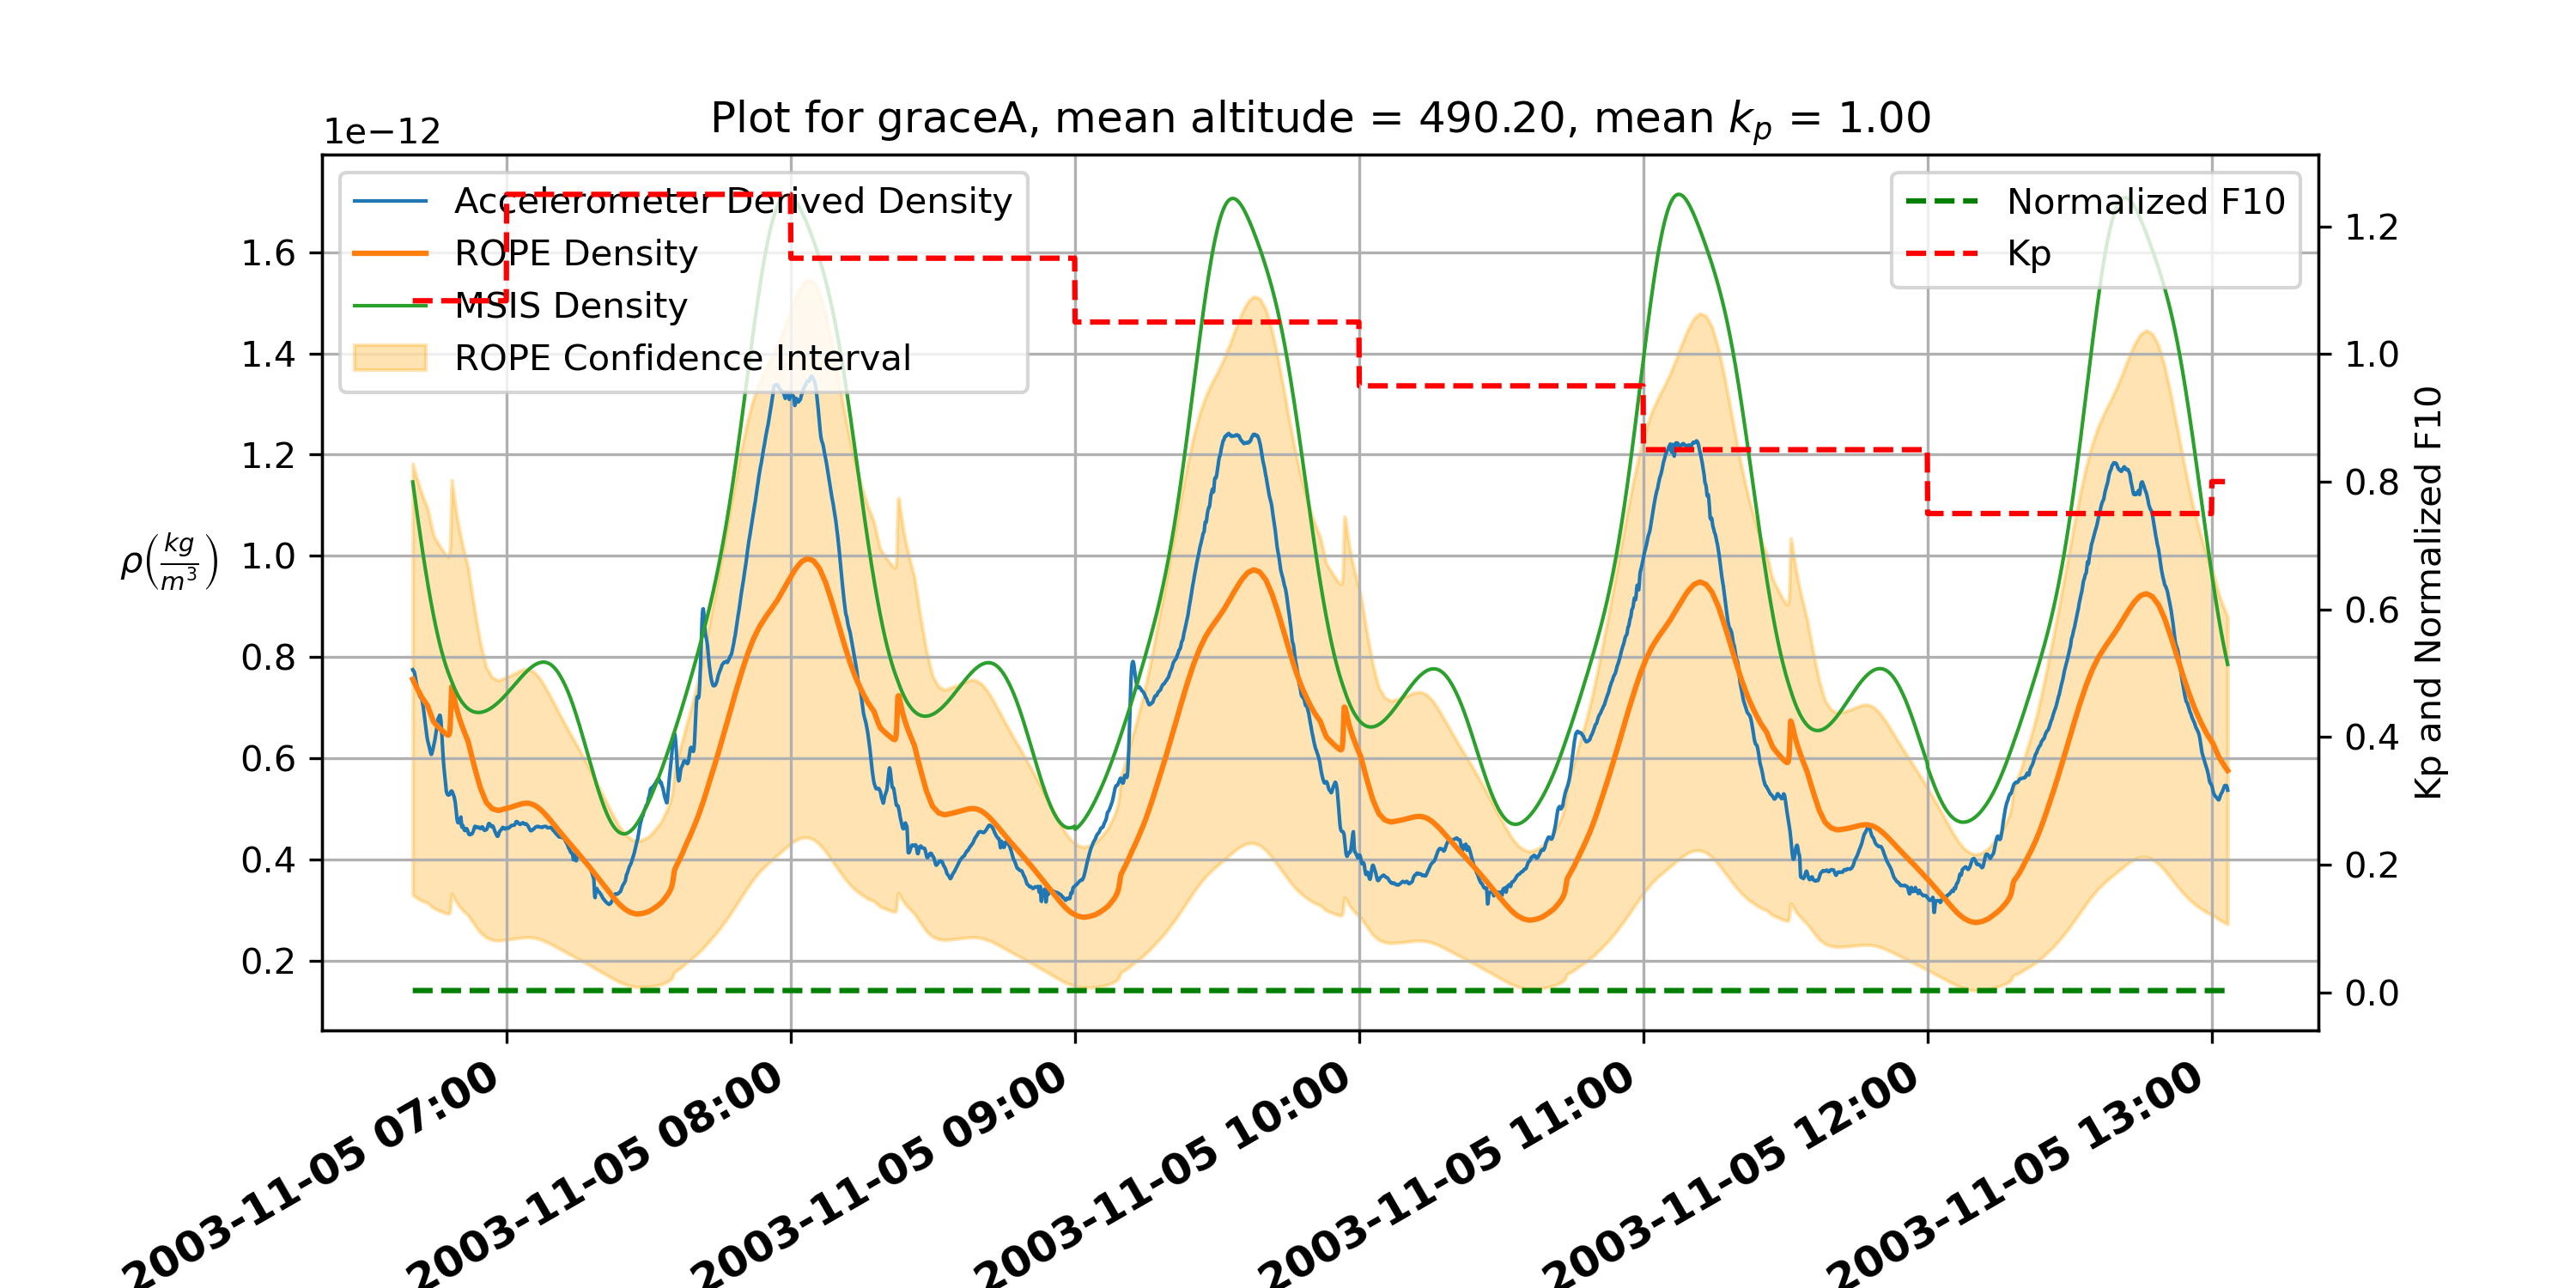 Plot for graceA, mean altitude = 490.20, mean kₚ = 1.00
1e−12
Accelerometer Derived Density
ROPE Density
MSIS Density
ROPE Confidence Interval
Normalized F10
Kp
1.6
1.4
1.2
1.0
0.8
0.6
0.4
0.2
ρ(kg/m³)
1.2
1.0
0.8
0.6
0.4
0.2
0.0
Kp and Normalized F10
2003-11-05 07:00
2003-11-05 08:00
2003-11-05 09:00
2003-11-05 10:00
2003-11-05 11:00
2003-11-05 12:00
2003-11-05 13:00